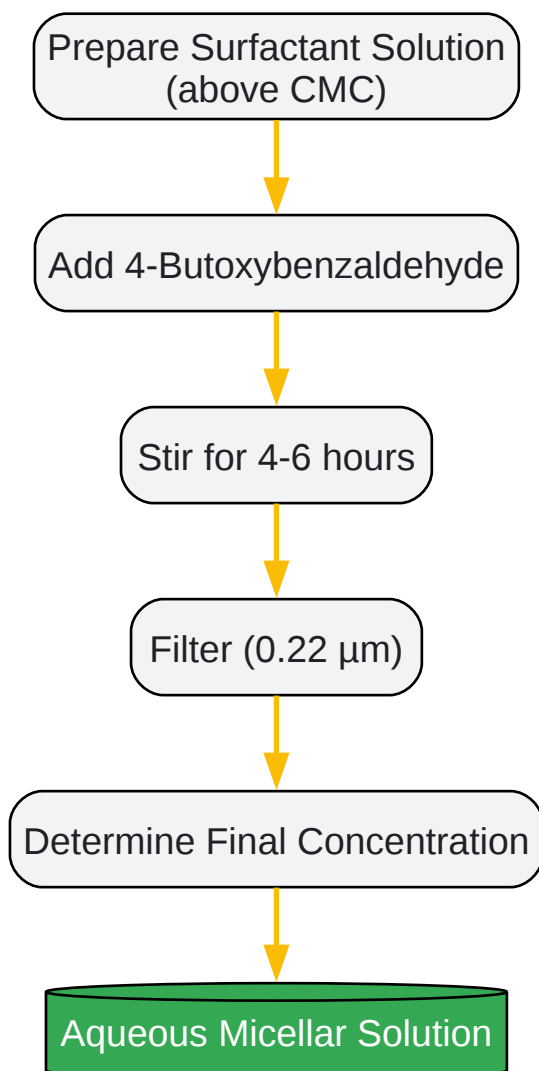 Prepare Surfactant Solution
(above CMC)
Add 4-Butoxybenzaldehyde
Stir for 4-6 hours
Filter (0.22 µm)
Determine Final Concentration
Aqueous Micellar Solution